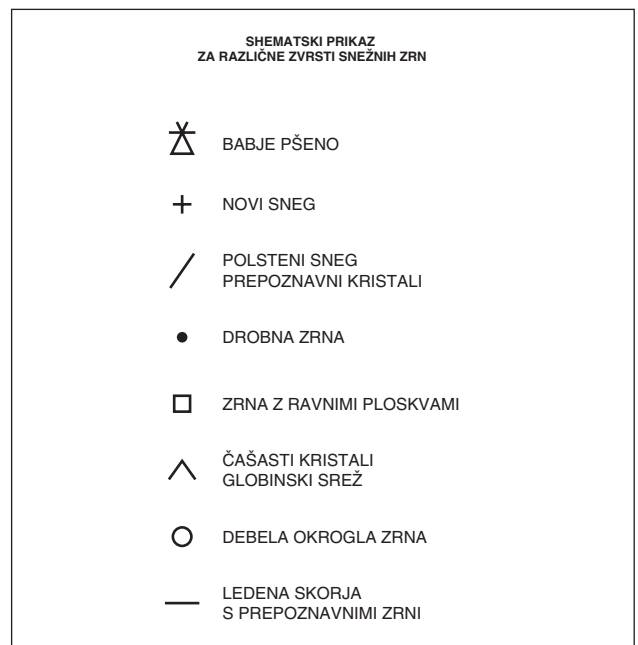 SHEMATSKI PRIKAZ
ZA RAZLIČNE ZVRSTI SNEŽNIH ZRN
BABJE PŠENO
NOVI SNEG
POLSTENI SNEG
PREPOZNAVNI KRISTALI
DROBNA ZRNA
ZRNA Z RAVNIMI PLOSKVAMI
ČAŠASTI KRISTALI
GLOBINSKI SREŽ
DEBELA OKROGLA ZRNA
LEDENA SKORJA
S PREPOZNAVNIMI ZRNI